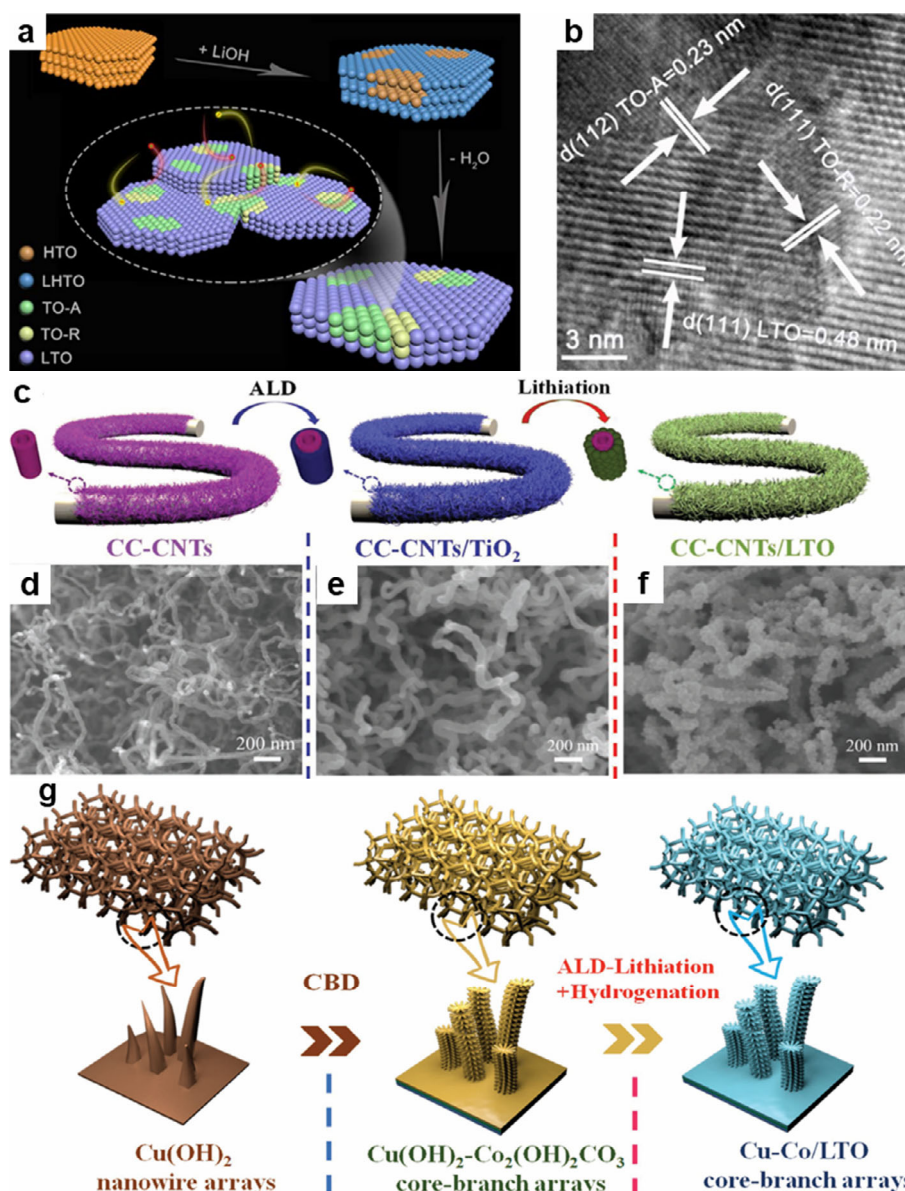 a
+ LiOH
- H₂O
HTO
LHTO
TO-A
TO-R
LTO
b
d(112) TO-A=0.23 nm
d(111) TO-R=0.22 nm
d(111) LTO=0.48 nm
3 nm
c
ALD
Lithiation
CC-CNTs
CC-CNTs/TiO₂
CC-CNTs/LTO
d
200 nm
e
200 nm
f
200 nm
g
CBD
ALD-Lithiation
+Hydrogenation
Cu(OH)₂
nanowire arrays
Cu(OH)₂-Co₂(OH)₂CO₃
core-branch arrays
Cu-Co/LTO
core-branch arrays